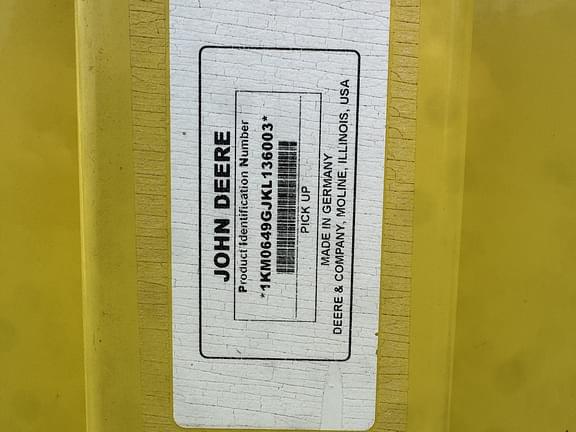 JOHN DEERE
Product Identification Number
*1KM0649GJKL136003*
PICK UP
MADE IN GERMANY
DEERE & COMPANY, MOLINE, ILLINOIS, USA